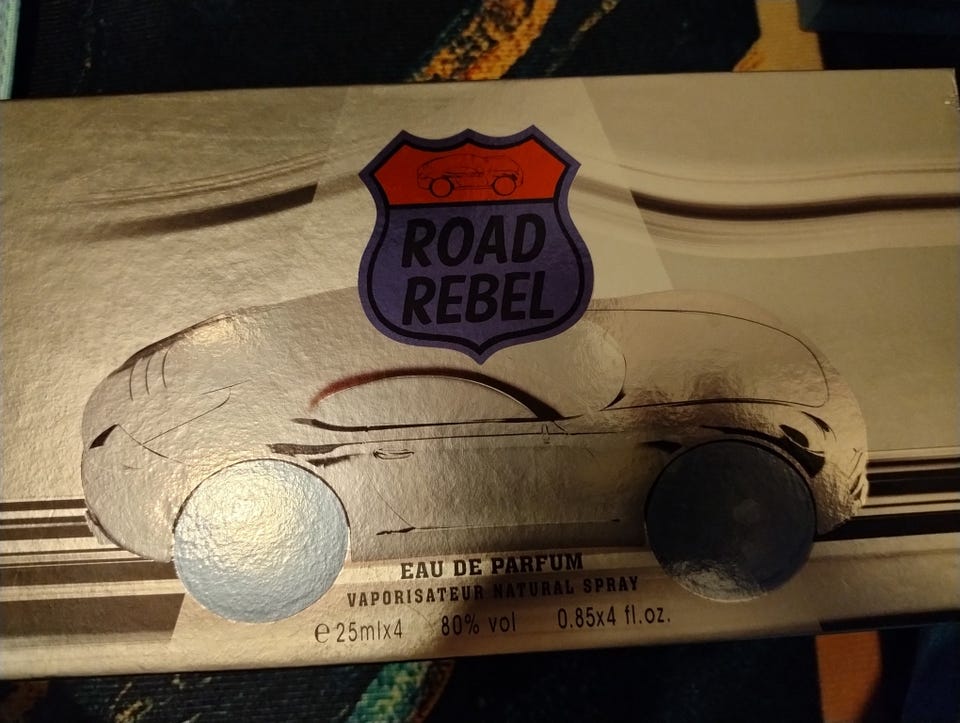 ROAD
REBEL
EAU DE PARFUM
VAPORISATEUR NATURAL SPRAY
℮25mlx4 80% vol 0.85x4 fl.oz.